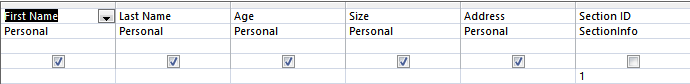 First Name Last Name Age Size Address Section ID
Personal Personal Personal Personal Personal SectionInfo
1